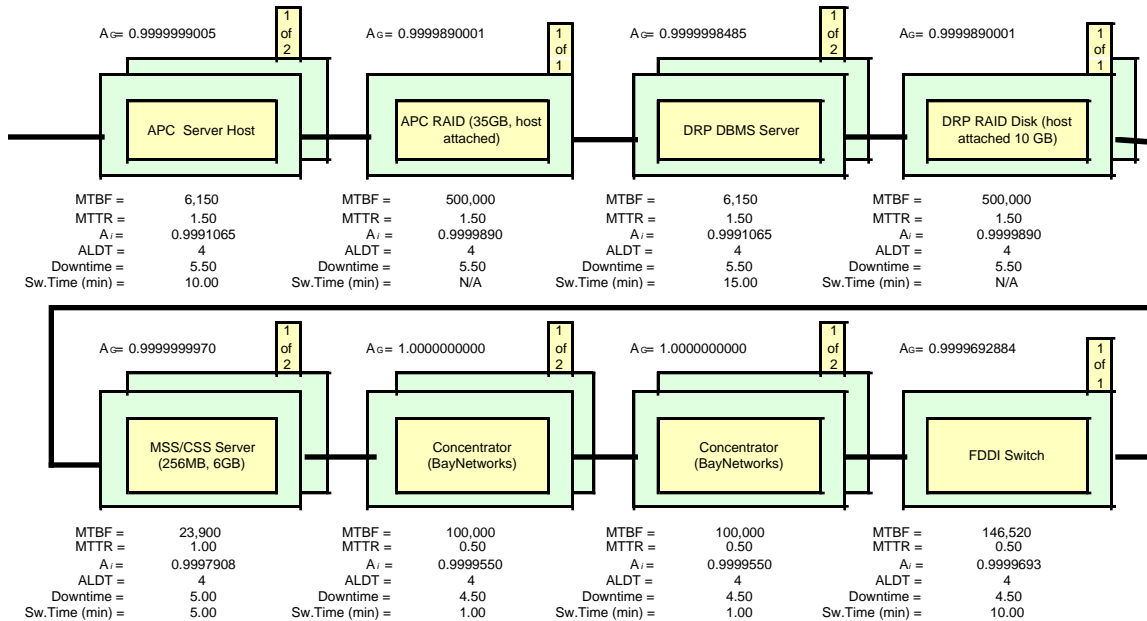 AG= 0.9999999005
1
of
2
APC Server Host
MTBF = 6,150
MTTR = 1.50
Ai = 0.9991065
ALDT = 4
Downtime = 5.50
Sw.Time (min) = 10.00
AG= 0.9999890001
1
of
1
APC RAID (35GB, host
attached)
MTBF = 500,000
MTTR = 1.50
Ai = 0.9999890
ALDT = 4
Downtime = 5.50
Sw.Time (min) = N/A
AG= 0.9999998485
1
of
2
DRP DBMS Server
MTBF = 6,150
MTTR = 1.50
Ai = 0.9991065
ALDT = 4
Downtime = 5.50
Sw.Time (min) = 15.00
AG= 0.9999890001
1
of
1
DRP RAID Disk (host
attached 10 GB)
MTBF = 500,000
MTTR = 1.50
Ai = 0.9999890
ALDT = 4
Downtime = 5.50
Sw.Time (min) = N/A
AG= 0.9999999970
1
of
2
MSS/CSS Server
(256MB, 6GB)
MTBF = 23,900
MTTR = 1.00
Ai = 0.9997908
ALDT = 4
Downtime = 5.00
Sw.Time (min) = 5.00
AG= 1.0000000000
1
of
2
Concentrator
(BayNetworks)
MTBF = 100,000
MTTR = 0.50
Ai = 0.9999550
ALDT = 4
Downtime = 4.50
Sw.Time (min) = 1.00
AG= 1.0000000000
1
of
2
Concentrator
(BayNetworks)
MTBF = 100,000
MTTR = 0.50
Ai = 0.9999550
ALDT = 4
Downtime = 4.50
Sw.Time (min) = 1.00
AG= 0.9999692884
1
of
1
FDDI Switch
MTBF = 146,520
MTTR = 0.50
Ai = 0.9999693
ALDT = 4
Downtime = 4.50
Sw.Time (min) = 10.00